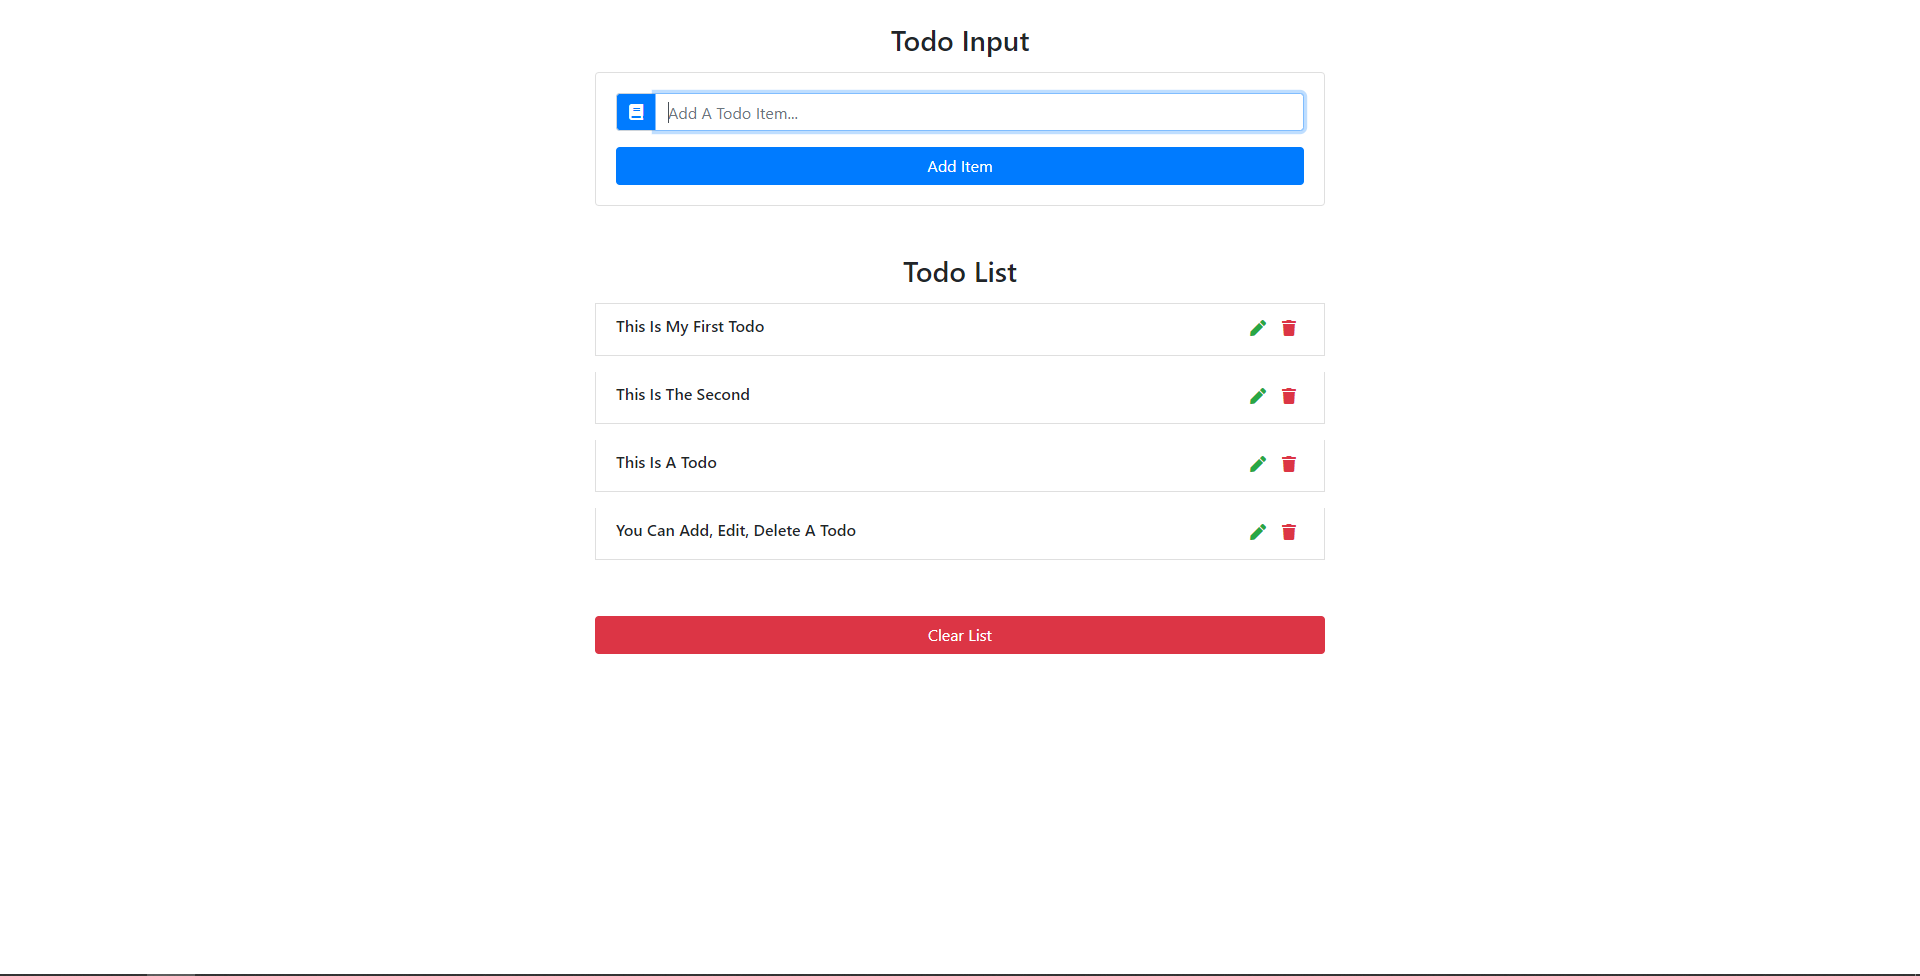 Todo Input
Add A Todo Item...
Add Item
Todo List
This Is My First Todo
This Is The Second
This Is A Todo
You Can Add, Edit, Delete A Todo
Clear List